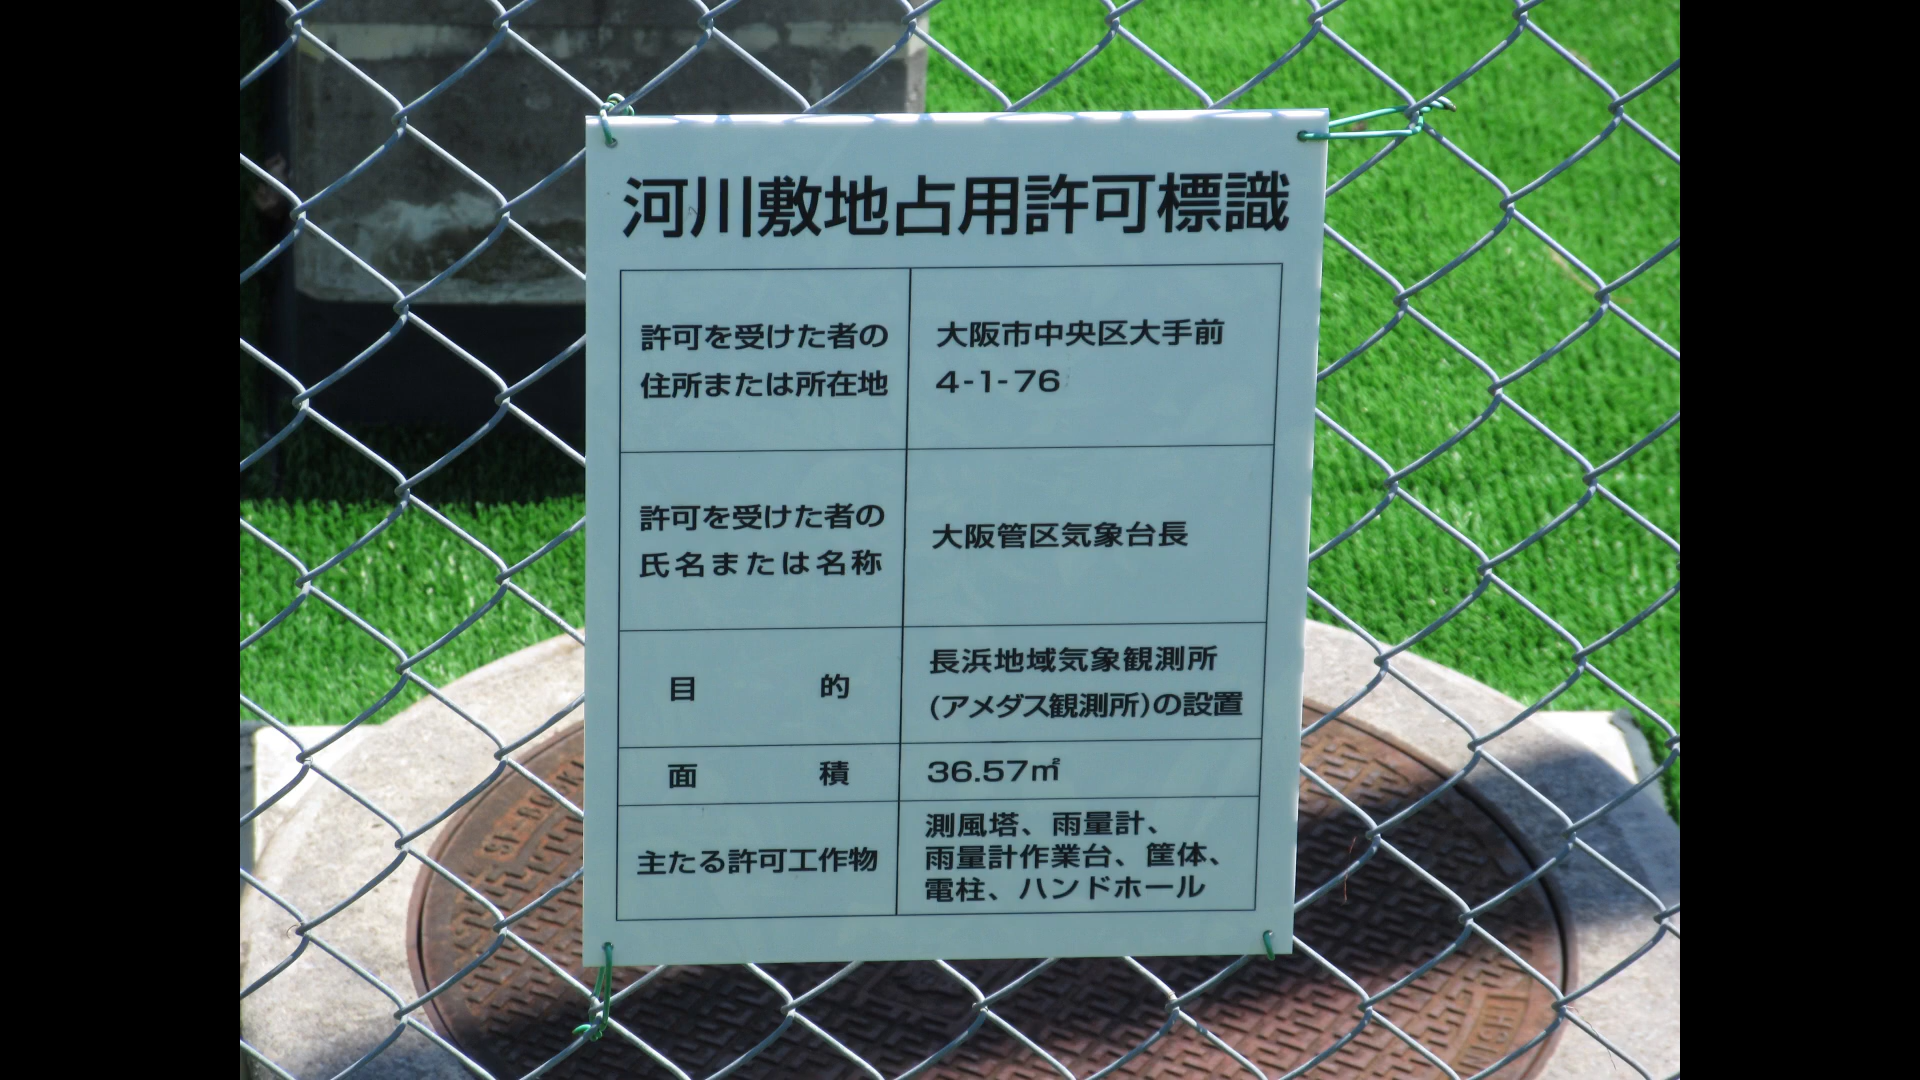 河川敷地占用許可標識
許可を受けた者の
住所または所在地
大阪市中央区大手前
4-1-76
許可を受けた者の
氏名または名称
大阪管区気象台長
目 的
長浜地域気象観測所
(アメダス観測所)の設置
面 積
36.57㎡
主たる許可工作物
測風塔、雨量計、
雨量計作業台、筐体、
電柱、ハンドホール